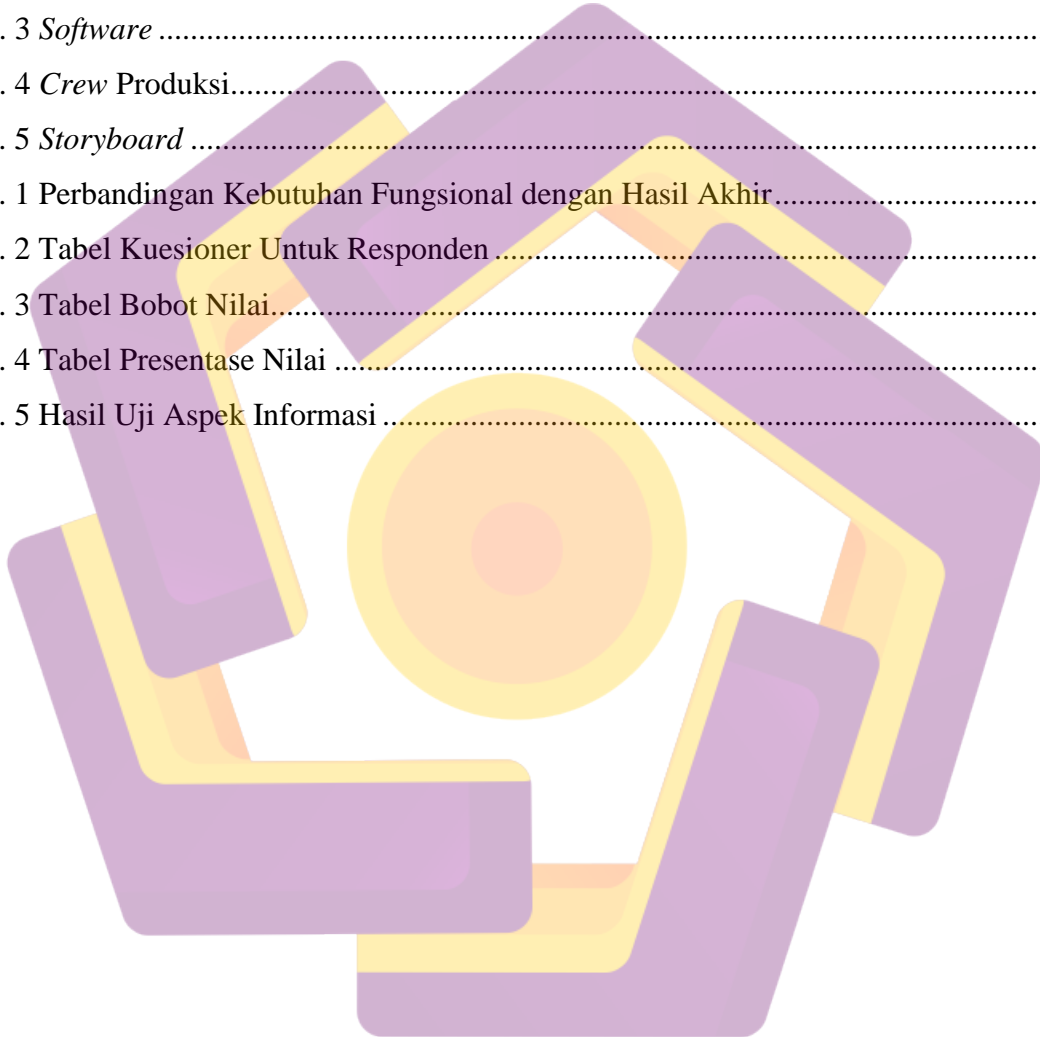 . 3 Software ........................................................................................................
. 4 Crew Produksi................................................................................................
. 5 Storyboard ....................................................................................................
. 1 Perbandingan Kebutuhan Fungsional dengan Hasil Akhir................................
. 2 Tabel Kuesioner Untuk Responden ..................................................................
. 3 Tabel Bobot Nilai.............................................................................................
. 4 Tabel Presentase Nilai .....................................................................................
. 5 Hasil Uji Aspek Informasi ................................................................................